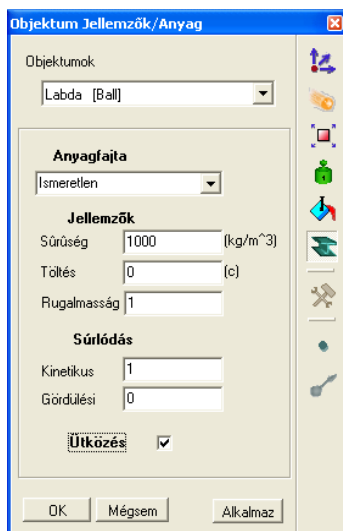 Objektum Jellemzők/Anyag
Objektumok
Labda [Ball]
Anyagfajta
Ismeretlen
Jellemzők
Sûrûség 1000 (kg/m^3)
Töltés 0 (c)
Rugalmasság 1
Súrlódás
Kinetikus 1
Gördülési 0
Ütközés
OK Mégsem Alkalmaz